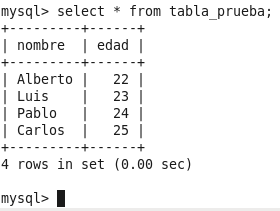 mysql> select * from tabla_prueba;
+---------+------+
| nombre  | edad |
+---------+------+
| Alberto |   22 |
| Luis    |   23 |
| Pablo   |   24 |
| Carlos  |   25 |
+---------+------+
4 rows in set (0.00 sec)
mysql>